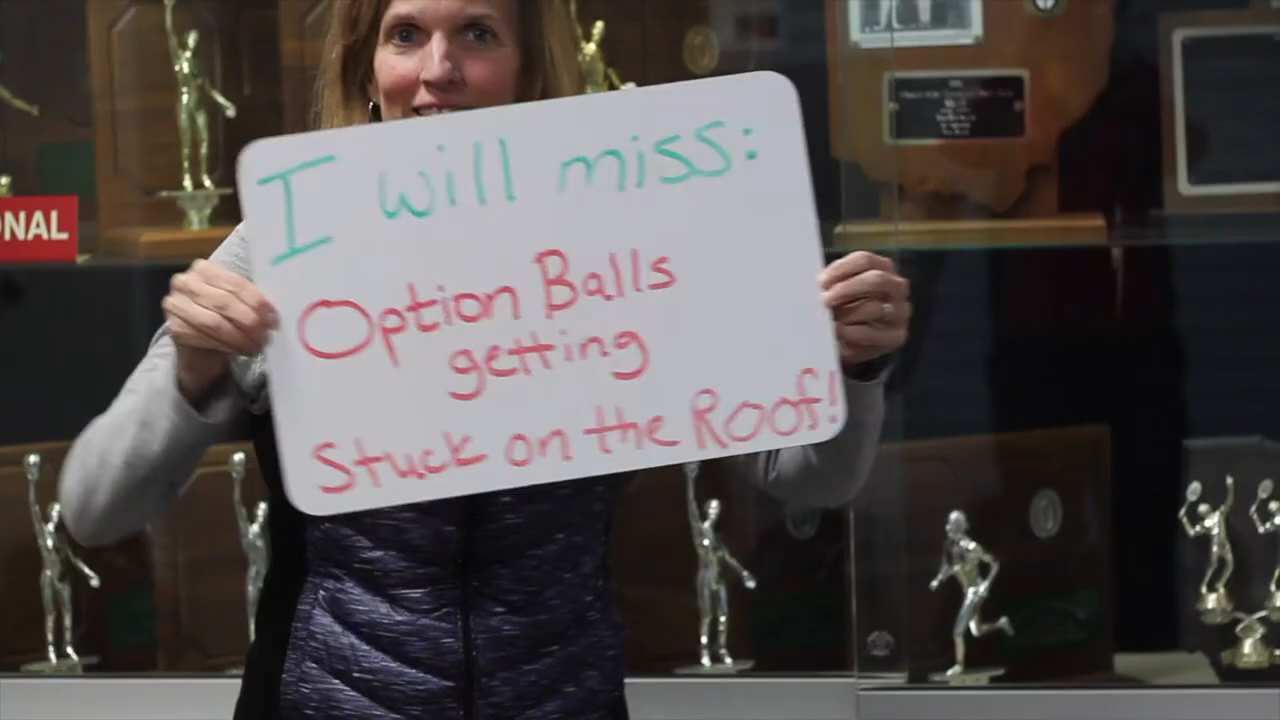 I will miss:
Option Balls
getting
Stuck on the Roof!
ONAL